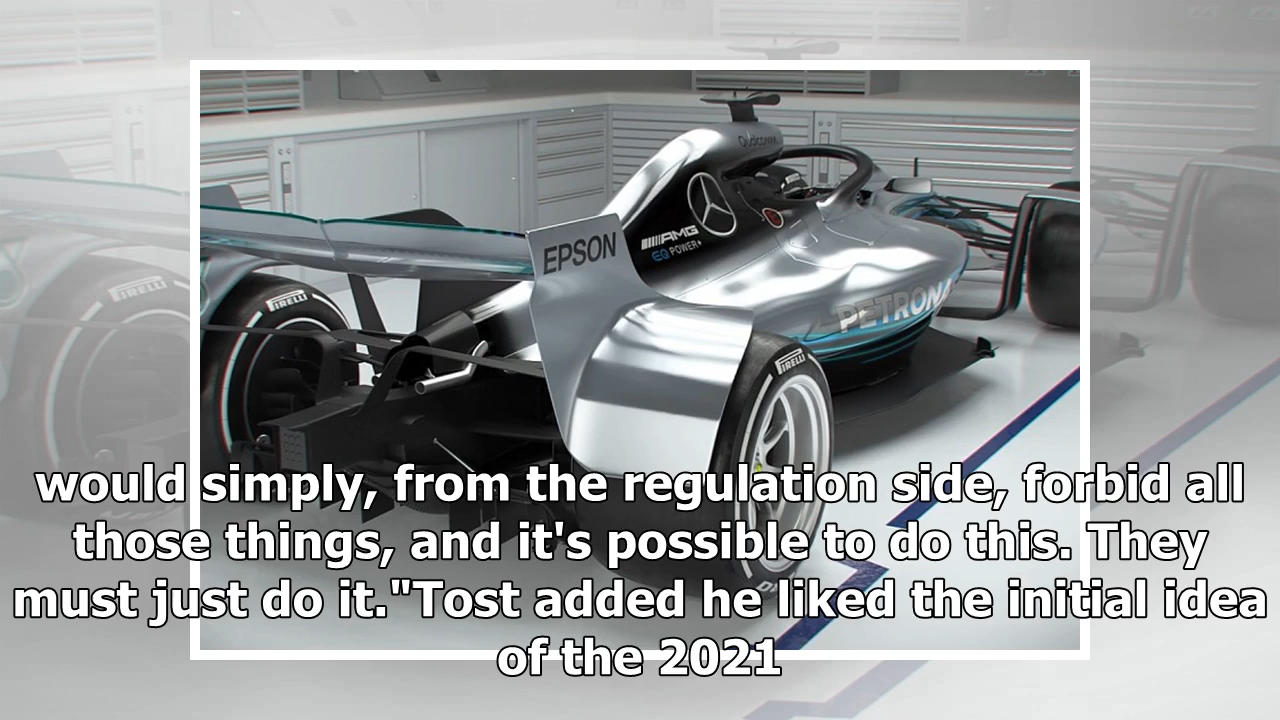 Qualcomm
AMG
EQ POWER+
EPSON
PETRONA
PIRELLI
PIRELLI
PIRELLI
would simply, from the regulation side, forbid all
those things, and it's possible to do this. They
must just do it."Tost added he liked the initial idea
of the 2021